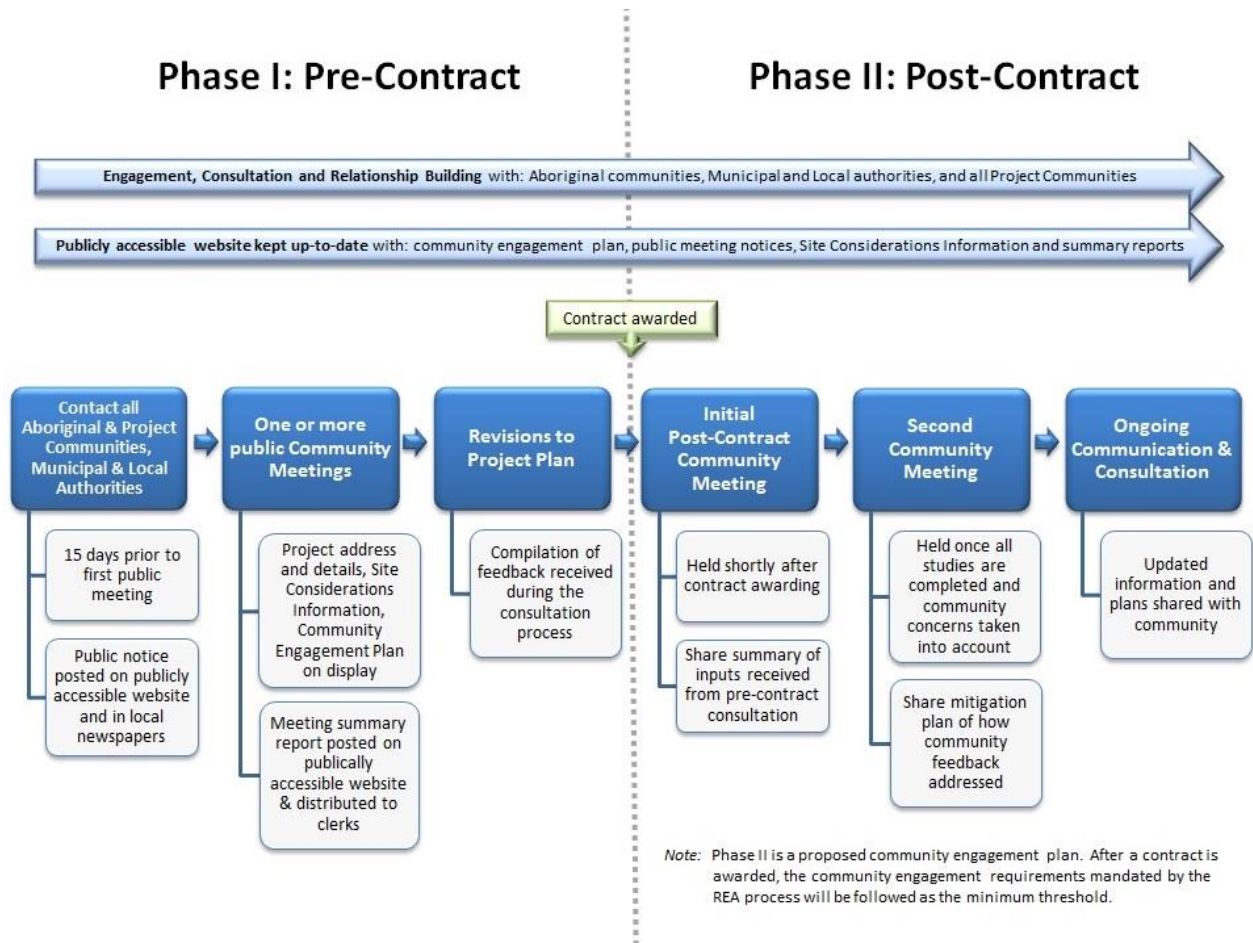 Phase I: Pre-Contract
Phase II: Post-Contract
Engagement, Consultation and Relationship Building with: Aboriginal communities, Municipal and Local authorities, and all Project Communities
Publicly accessible website kept up-to-date with: community engagement plan, public meeting notices, Site Considerations Information and summary reports
Contract awarded
Contact all
Aboriginal & Project
Communities,
Municipal & Local
Authorities
15 days prior to
first public
meeting
Public notice
posted on publicly
accessible website
and in local
newspapers
One or more
public Community
Meetings
Project address
and details, Site
Considerations
Information,
Community
Engagement Plan
on display
Meeting summary
report posted on
publically
accessible website
& distributed to
clerks
Revisions to
Project Plan
Compilation of
feedback received
during the
consultation
process
Initial
Post-Contract
Community
Meeting
Held shortly after
contract awarding
Share summary of
inputs received
from pre-contract
consultation
Second
Community
Meeting
Held once all
studies are
completed and
community
concerns taken
into account
Share mitigation
plan of how
community
feedback
addressed
Ongoing
Communication &
Consultation
Updated
information and
plans shared with
community
Note: Phase II is a proposed community engagement plan. After a contract is
awarded, the community engagement requirements mandated by the
REA process will be followed as the minimum threshold.